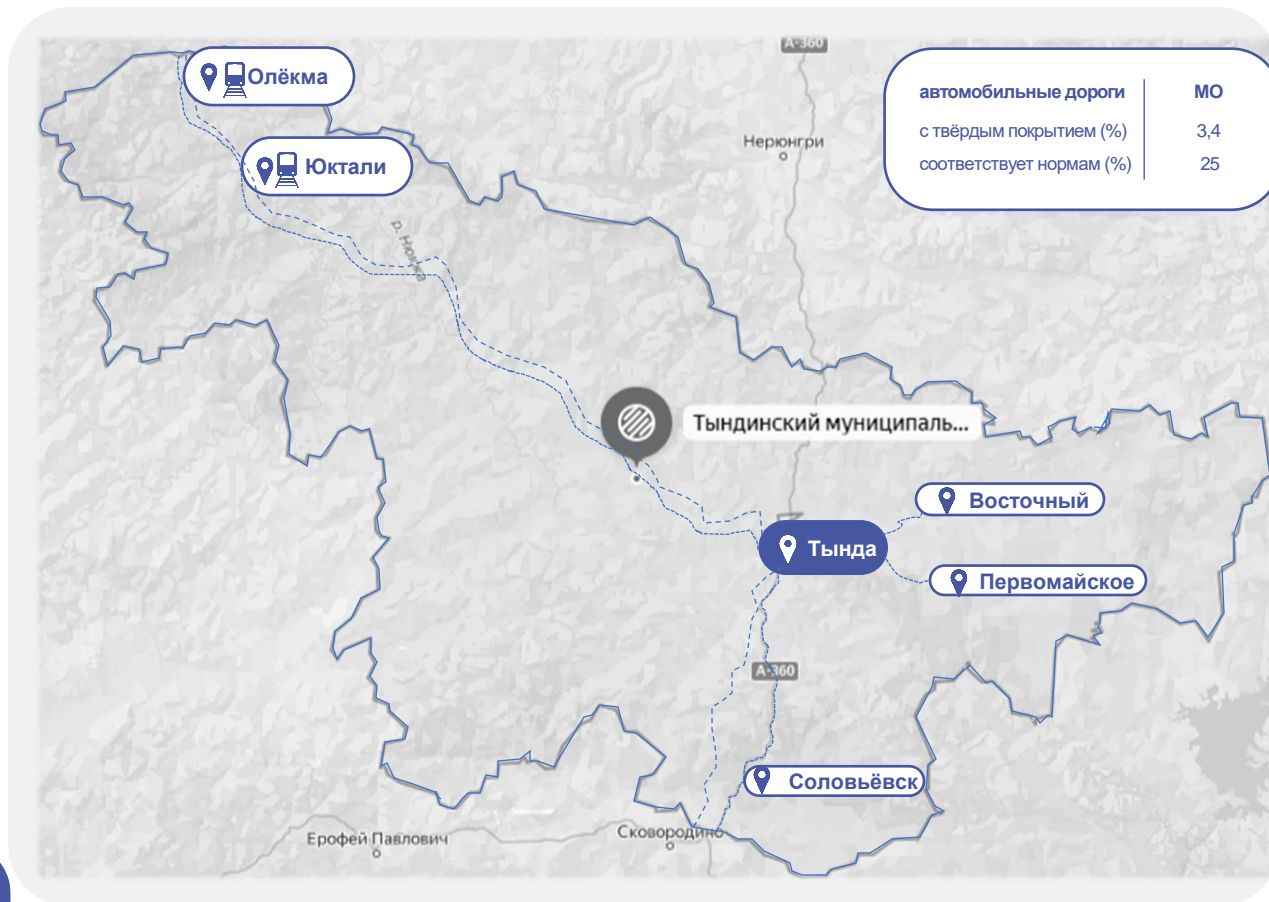 А-360
Олёкма
автомобильные дороги МО
с твёрдым покрытием (%) 3,4
соответствует нормам (%) 25
Нерюнгри
Юктали
р. Нюкжа
Тындинский муниципаль...
Восточный
Тында
Первомайское
А-360
Соловьёвск
Ерофей Павлович
Сковородино